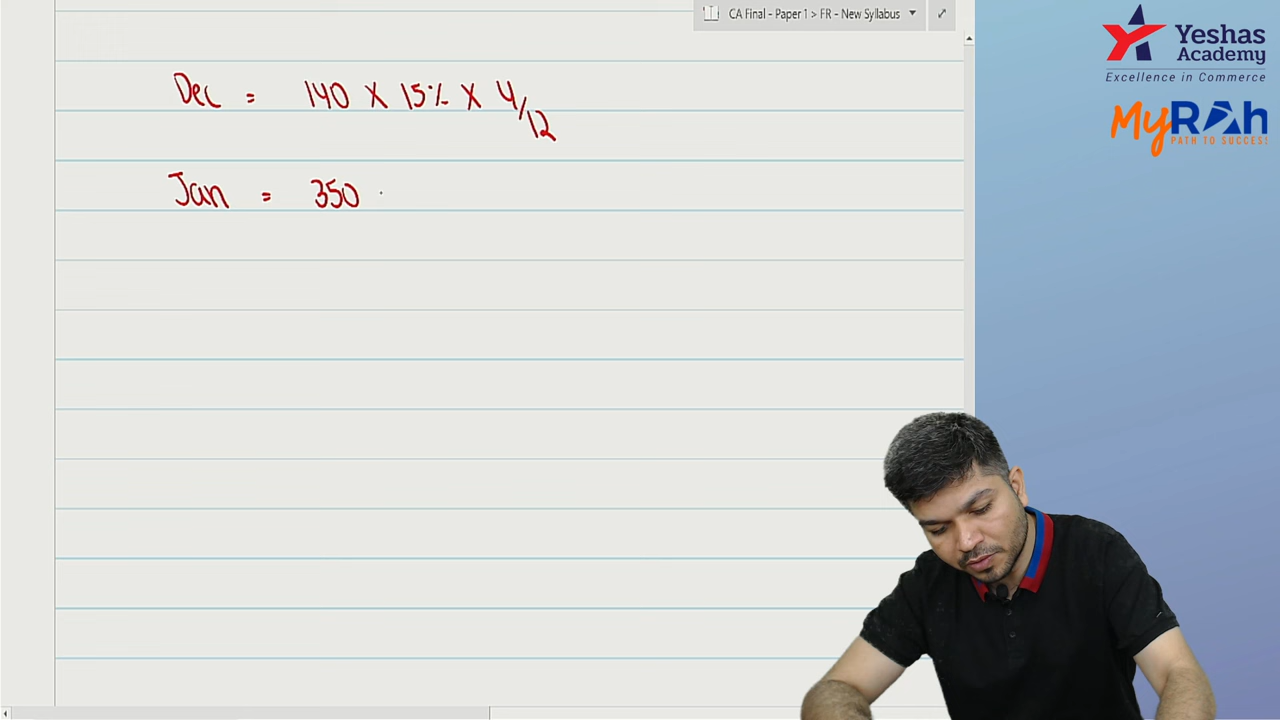 CA Final - Paper 1 > FR - New Syllabus
Yeshas
Academy
Excellence in Commerce
MyRAh
PATH TO SUCCESS
Dec = 140 X 15% X 4/12
Jan = 350